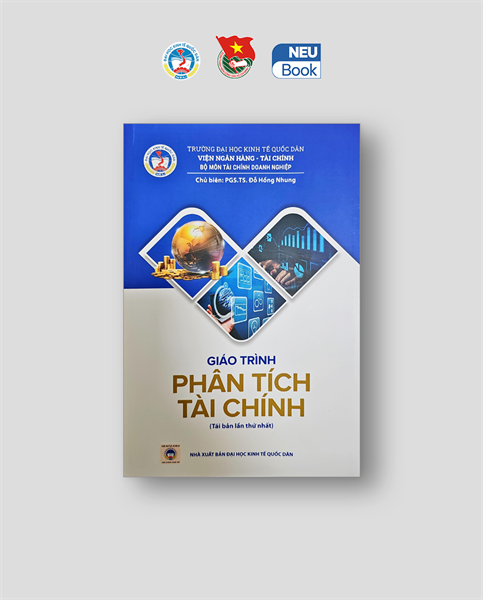 NEU
Book
TRƯỜNG ĐẠI HỌC KINH TẾ QUỐC DÂN
VIỆN NGÂN HÀNG - TÀI CHÍNH
BỘ MÔN TÀI CHÍNH DOANH NGHIỆP
Chủ biên: PGS.TS. Đỗ Hồng Nhung
GIÁO TRÌNH
PHÂN TÍCH
TÀI CHÍNH
(Tái bản lần thứ nhất)
NHÀ XUẤT BẢN ĐẠI HỌC KINH TẾ QUỐC DÂN